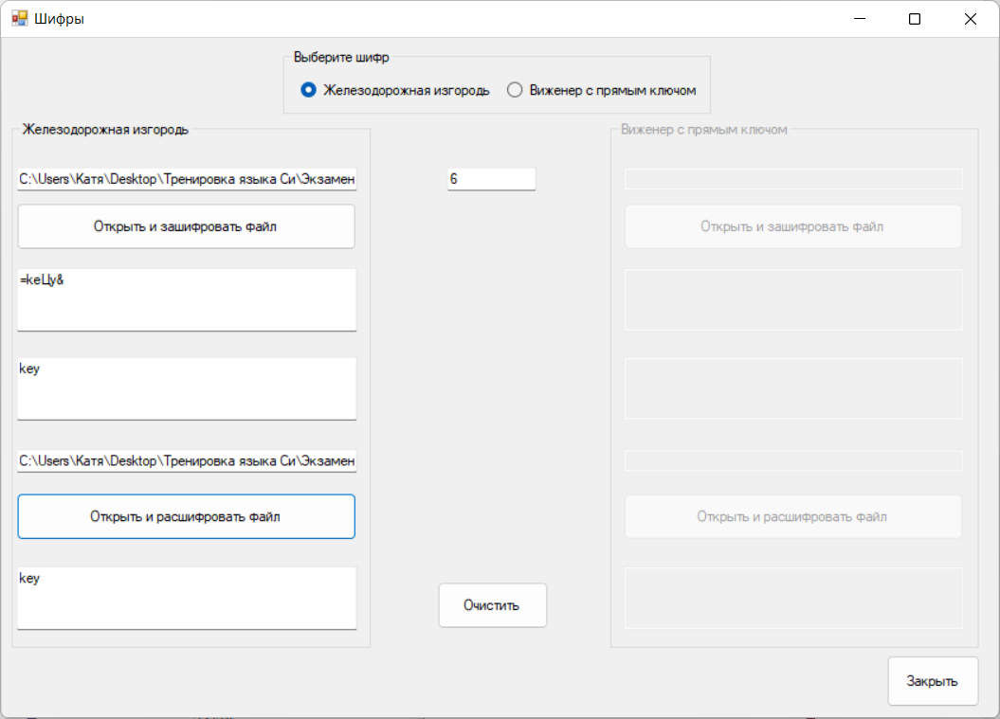 Шифры
Выберите шифр
Железодорожная изгородь
Виженер с прямым ключом
Железодорожная изгородь
C:\Users\Катя\Desktop\Тренировка языка Си\Экзамен
Открыть и зашифровать файл
=keЦy&
key
C:\Users\Катя\Desktop\Тренировка языка Си\Экзамен
Открыть и расшифровать файл
key
6
Очистить
Виженер с прямым ключом
Открыть и зашифровать файл
Открыть и расшифровать файл
Закрыть